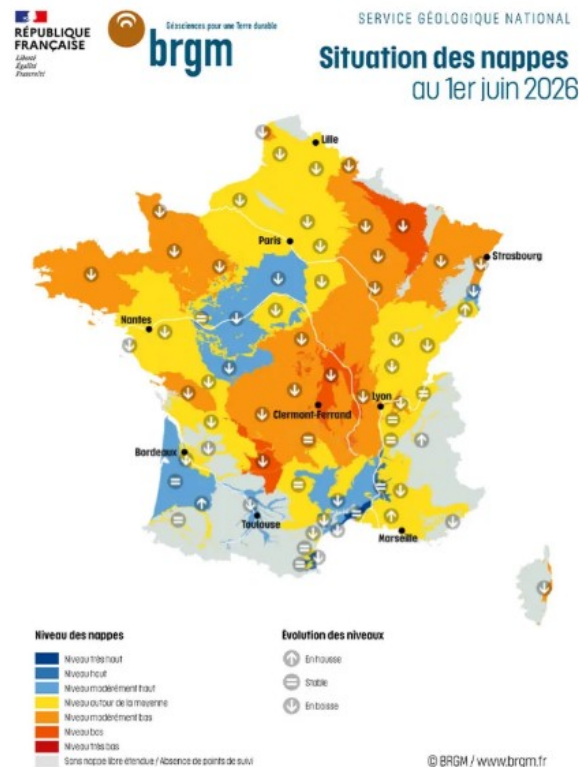 RÉPUBLIQUE
FRANÇAISE
Liberté
Égalité
Fraternité
Géosciences pour une Terre durable
brgm
SERVICE GÉOLOGIQUE NATIONAL
Situation des nappes
au 1er juin 2026
Lille
Paris
Strasbourg
Nantes
Lyon
Clermont-Ferrand
Bordeaux
Toulouse
Marseille
Niveau des nappes
Niveau très haut
Niveau haut
Niveau modérément haut
Niveau autour de la moyenne
Niveau modérément bas
Niveau bas
Niveau très bas
Sans nappe libre étendue / Absence de points de suivi
Évolution des niveaux
En hausse
Stable
En baisse
© BRGM / www.brgm.fr